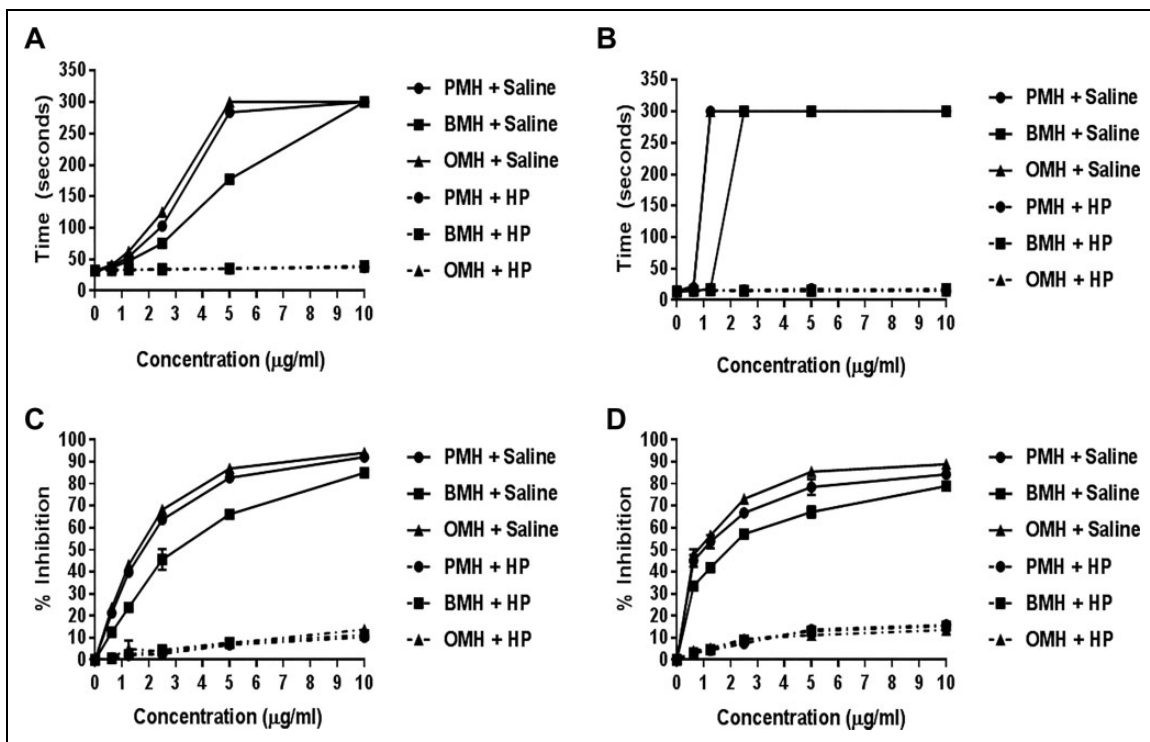 A
350
300
250
200
150
100
50
0
Time (seconds)
0 1 2 3 4 5 6 7 8 9 10
Concentration (μg/ml)
PMH + Saline
BMH + Saline
OMH + Saline
PMH + HP
BMH + HP
OMH + HP
B
350
300
250
200
150
100
50
0
Time (seconds)
0 1 2 3 4 5 6 7 8 9 10
Concentration (μg/ml)
PMH + Saline
BMH + Saline
OMH + Saline
PMH + HP
BMH + HP
OMH + HP
C
100
90
80
70
60
50
40
30
20
10
0
% Inhibition
0 1 2 3 4 5 6 7 8 9 10
Concentration (μg/ml)
PMH + Saline
BMH + Saline
OMH + Saline
PMH + HP
BMH + HP
OMH + HP
D
100
90
80
70
60
50
40
30
20
10
0
% Inhibition
0 1 2 3 4 5 6 7 8 9 10
Concentration (μg/ml)
PMH + Saline
BMH + Saline
OMH + Saline
PMH + HP
BMH + HP
OMH + HP